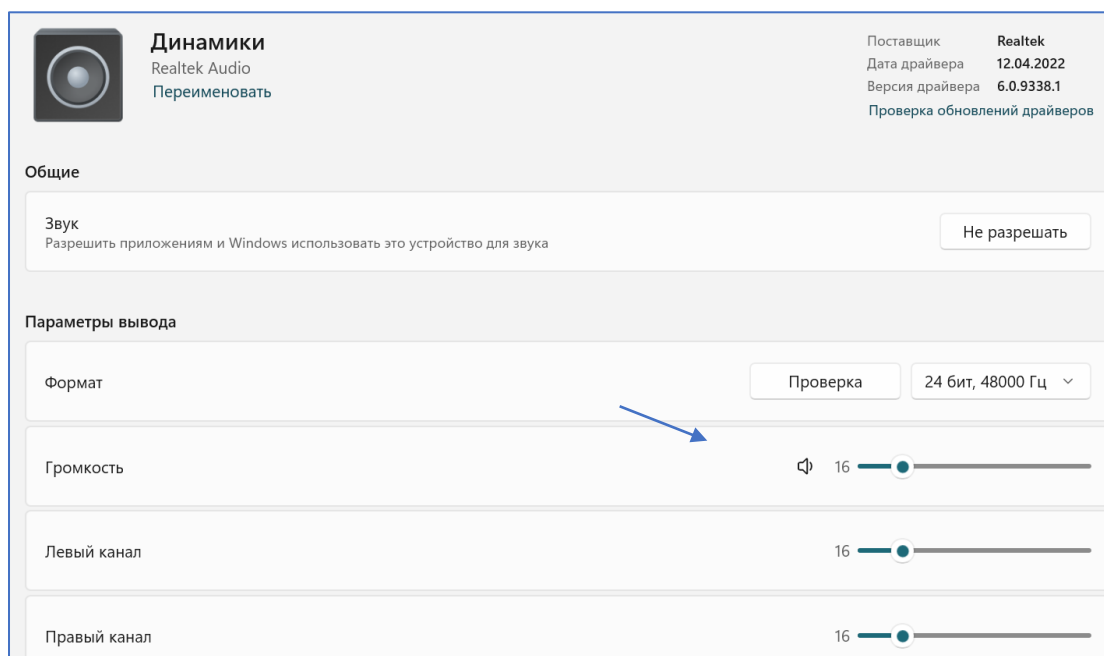 Динамики
Realtek Audio
Переименовать
Поставщик Realtek
Дата драйвера 12.04.2022
Версия драйвера 6.0.9338.1
Проверка обновлений драйверов
Общие
Звук
Разрешить приложениям и Windows использовать это устройство для звука
Не разрешать
Параметры вывода
Формат
Проверка
24 бит, 48000 Гц
Громкость
16
Левый канал
16
Правый канал
16